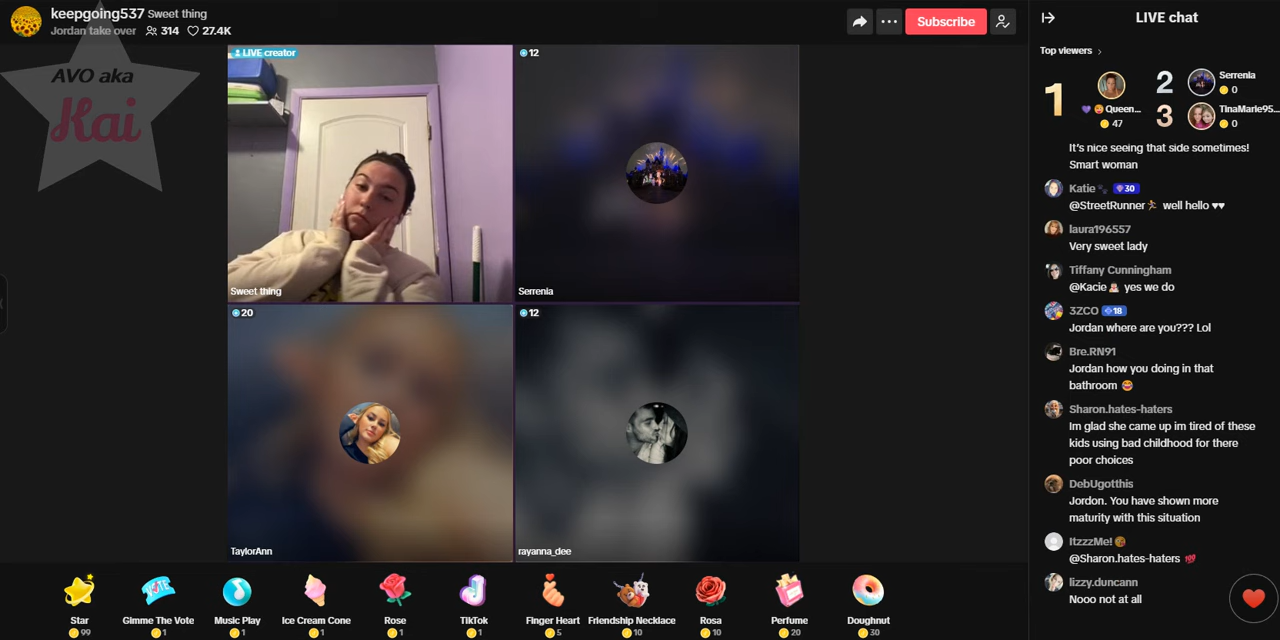 keepgoing537 Sweet thing
Jordan take over 314 27.4K
Subscribe
AVO aka
Kai
LIVE creator
Sweet thing
12
Serrenia
20
TaylorAnn
12
rayanna_dee
Star
99
Gimme The Vote
1
Music Play
1
Ice Cream Cone
1
Rose
1
TikTok
1
Finger Heart
5
Friendship Necklace
10
Rosa
10
Perfume
20
Doughnut
30
LIVE chat
Top viewers
1
💜 🥵 Queen...
47
2
Serrenia
0
3
TinaMarie95...
0
It's nice seeing that side sometimes!
Smart woman
Katie🐾 30
@StreetRunner🏃 well hello ♥♥
laura196557
Very sweet lady
Tiffany Cunningham
@Kacie yes we do
3ZCO 18
Jordan where are you??? Lol
Bre.RN91
Jordan how you doing in that
bathroom 😂
Sharon.hates-haters
Im glad she came up im tired of these
kids using bad childhood for there
poor choices
DebUgotthis
Jordon. You have shown more
maturity with this situation
ItzzzMe!
@Sharon.hates-haters 💯
lizzy.duncann
Nooo not at all